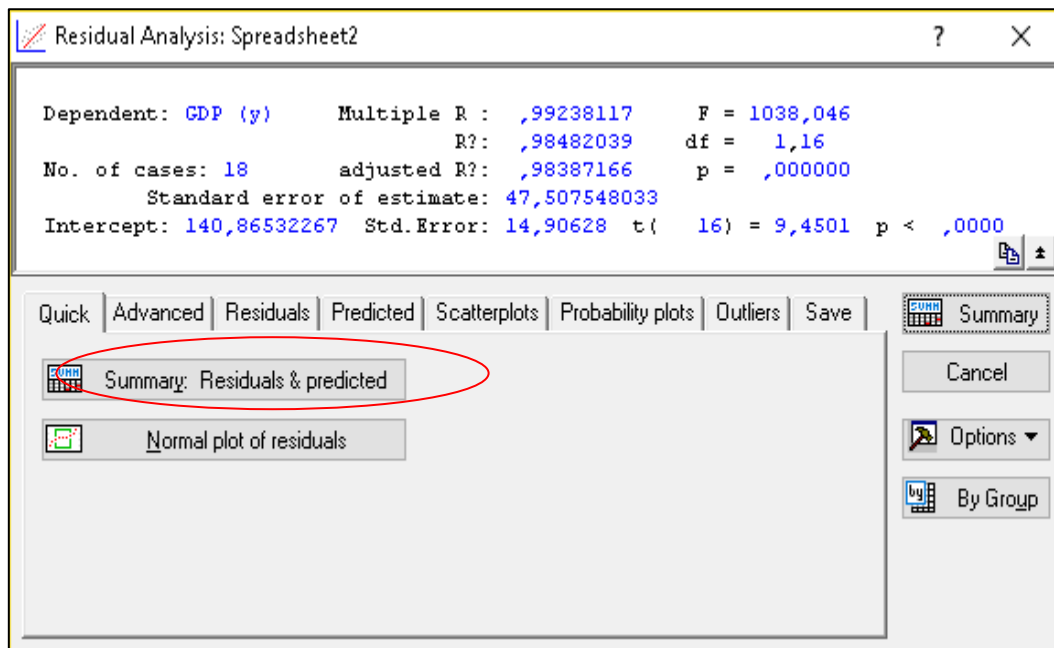 Residual Analysis: Spreadsheet2 ?
Dependent: GDP (y) Multiple R : ,99238117 F = 1038,046
R?: ,98482039 df = 1,16
No. of cases: 18 adjusted R?: ,98387166 p = ,000000
Standard error of estimate: 47,507548033
Intercept: 140,86532267 Std.Error: 14,90628 t( 16) = 9,4501 p < ,0000
Quick Advanced Residuals Predicted Scatterplots Probability plots Outliers Save
SUMM Summary
SUMM Summary: Residuals & predicted
Cancel
Normal plot of residuals
Options
by By Group